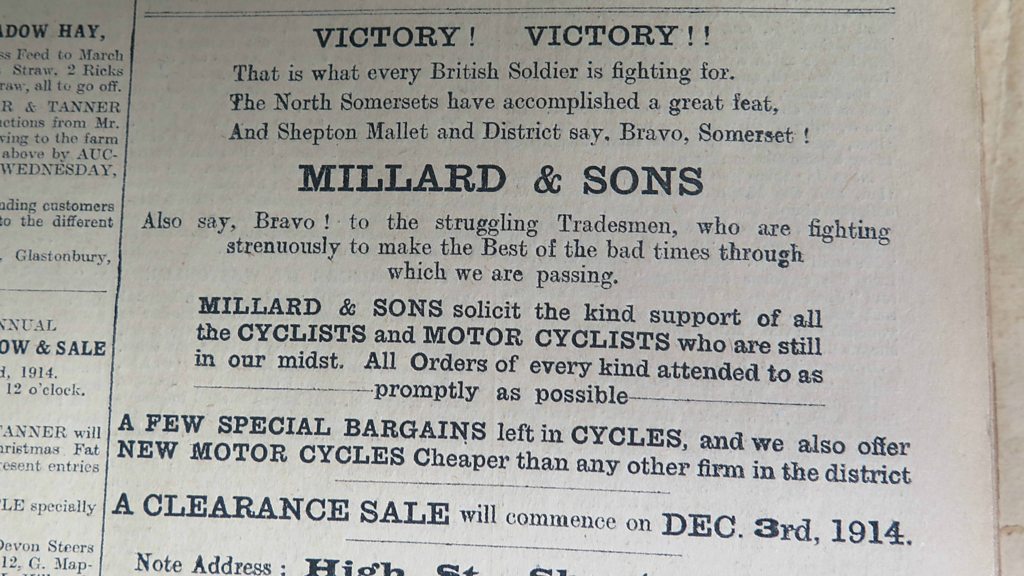 DOW HAY,
Feed to March
Straw, 2 Ricks
all to go off.
R & TANNER
from Mr.
to the farm
above by AUC-
WEDNESDAY,
customers
to the different
Glastonbury,
NNUAL
OW & SALE
1914.
12 o'clock.
TANNER will
Fat
entries
LE specially
Devon Steers
12, G. Map-
VICTORY! VICTORY!!
That is what every British Soldier is fighting for.
The North Somersets have accomplished a great feat,
And Shepton Mallet and District say, Bravo, Somerset!
MILLARD & SONS
Also say, Bravo! to the struggling Tradesmen, who are fighting
strenuously to make the Best of the bad times through
which we are passing.
MILLARD & SONS solicit the kind support of all
the CYCLISTS and MOTOR CYCLISTS who are still
in our midst. All Orders of every kind attended to as
promptly as possible
A FEW SPECIAL BARGAINS left in CYCLES, and we also offer
NEW MOTOR CYCLES Cheaper than any other firm in the district
A CLEARANCE SALE will commence on DEC. 3rd, 1914.
Note Address: High St.